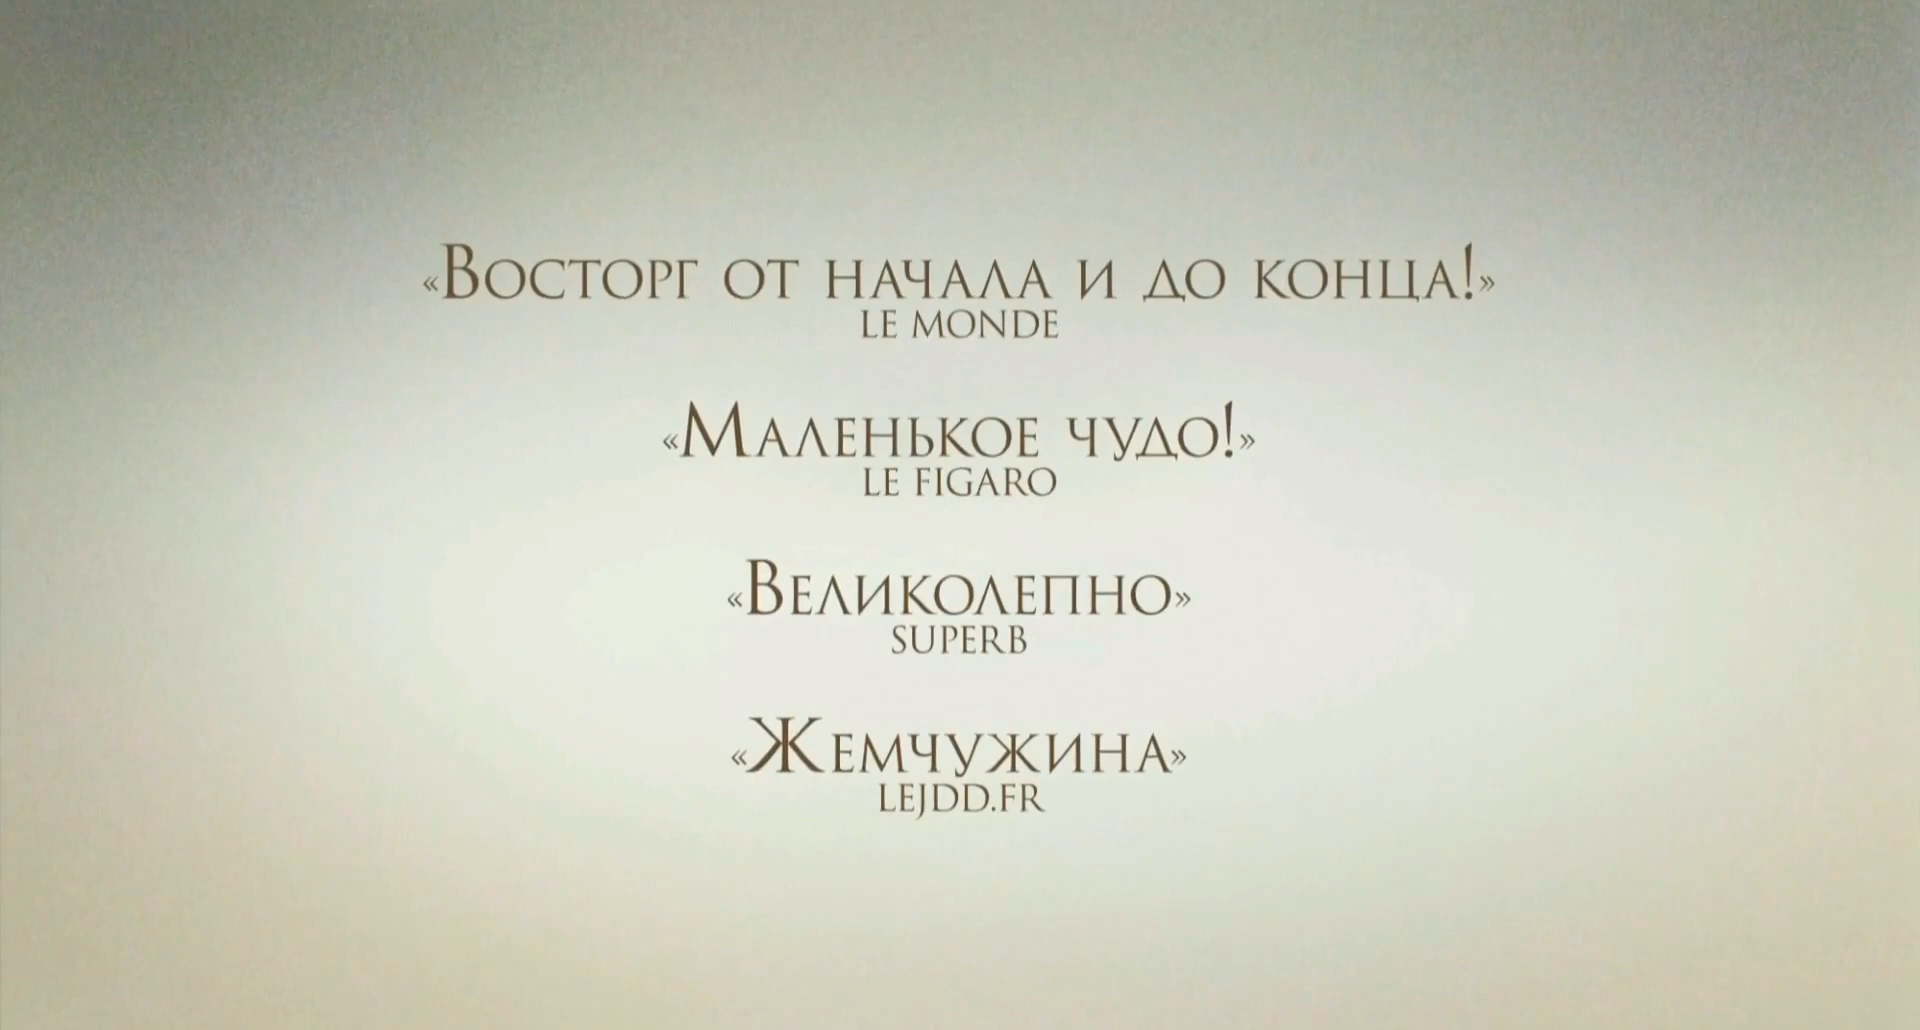 «Восторг от начала и до конца!»
LE MONDE
«Маленькое чудо!»
LE FIGARO
«Великолепно»
SUPERB
«Жемчужина»
LEJDD.FR